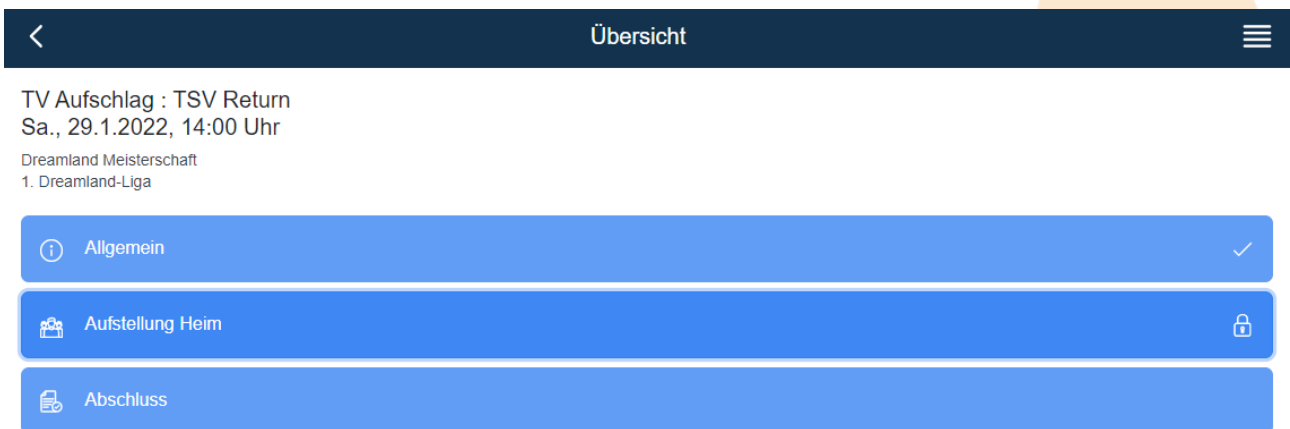 Übersicht
TV Aufschlag : TSV Return
Sa., 29.1.2022, 14:00 Uhr
Dreamland Meisterschaft
1. Dreamland-Liga
Allgemein
Aufstellung Heim
Abschluss